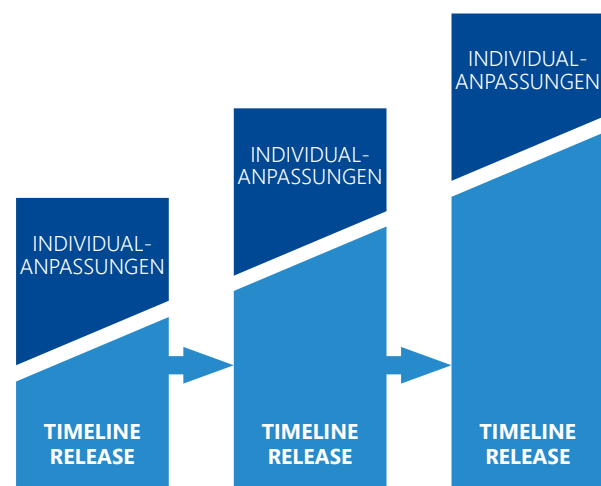 INDIVIDUAL-
ANPASSUNGEN
TIMELINE
RELEASE
INDIVIDUAL-
ANPASSUNGEN
TIMELINE
RELEASE
INDIVIDUAL-
ANPASSUNGEN
TIMELINE
RELEASE